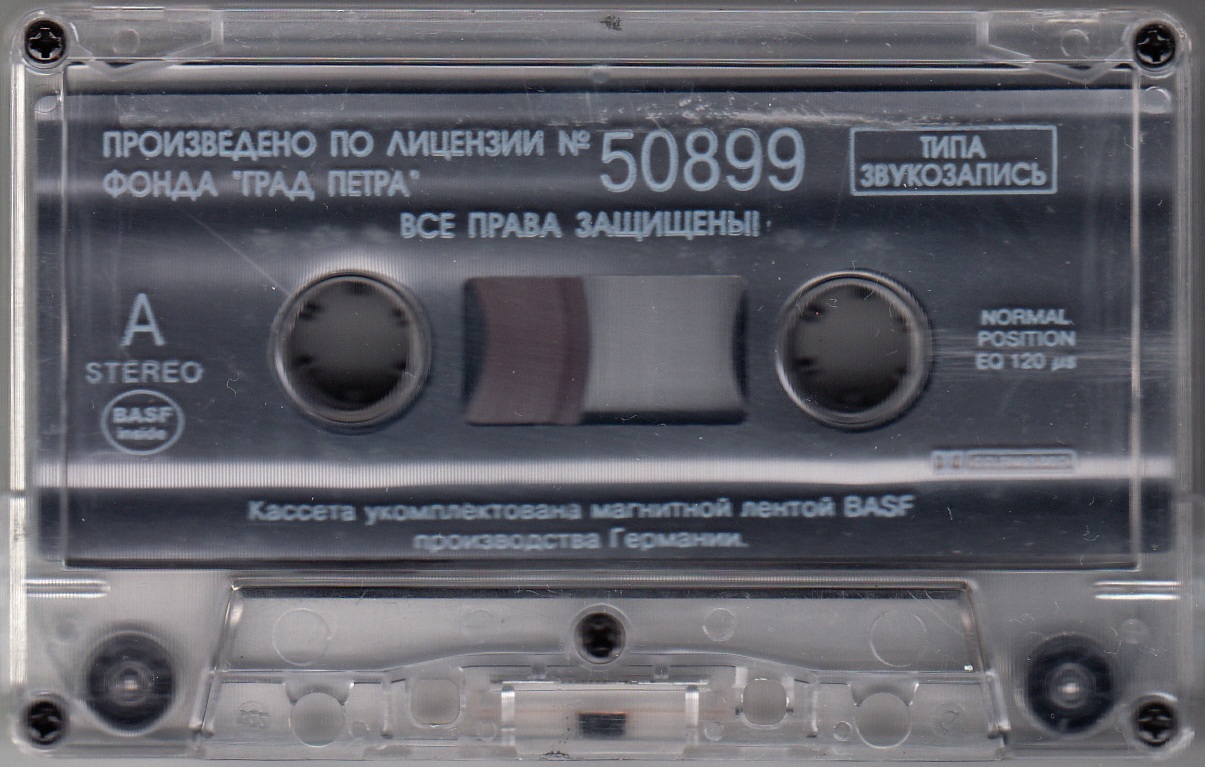 ПРОИЗВЕДЕНО ПО ЛИЦЕНЗИИ № 50899
ФОНДА "ГРАД ПЕТРА"
ТИПА
ЗВУКОЗАПИСЬ
ВСЕ ПРАВА ЗАЩИЩЕНЫ!
A
STEREO
BASF
inside
NORMAL
POSITION
EQ 120 µs
Кассета укомплектована магнитной лентой BASF
производства Германии.